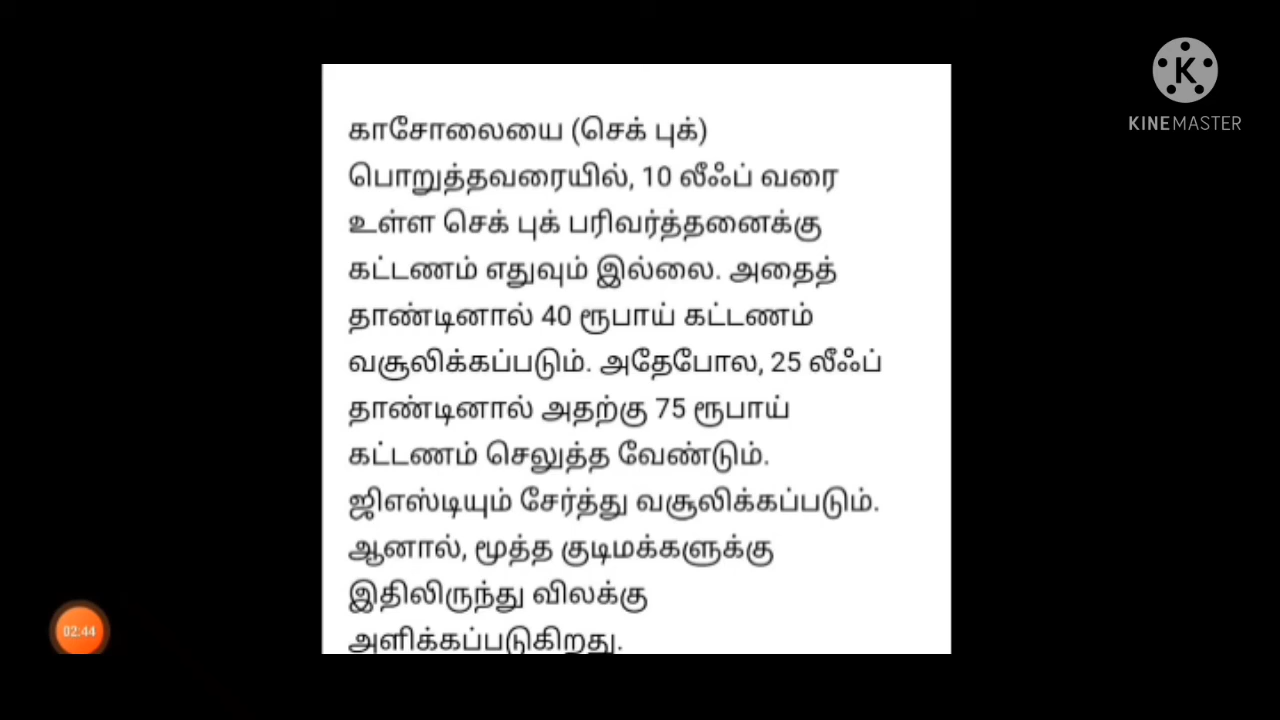 காசோலையை (செக் புக்)
பொறுத்தவரையில், 10 லீஃப் வரை
உள்ள செக் புக் பரிவர்த்தனைக்கு
கட்டணம் எதுவும் இல்லை. அதைத்
தாண்டினால் 40 ரூபாய் கட்டணம்
வசூலிக்கப்படும். அதேபோல, 25 லீஃப்
தாண்டினால் அதற்கு 75 ரூபாய்
கட்டணம் செலுத்த வேண்டும்.
ஜிஎஸ்டியும் சேர்த்து வசூலிக்கப்படும்.
ஆனால், மூத்த குடிமக்களுக்கு
இதிலிருந்து விலக்கு
அளிக்கப்படுகிறது.
K
KINEMASTER
02:44